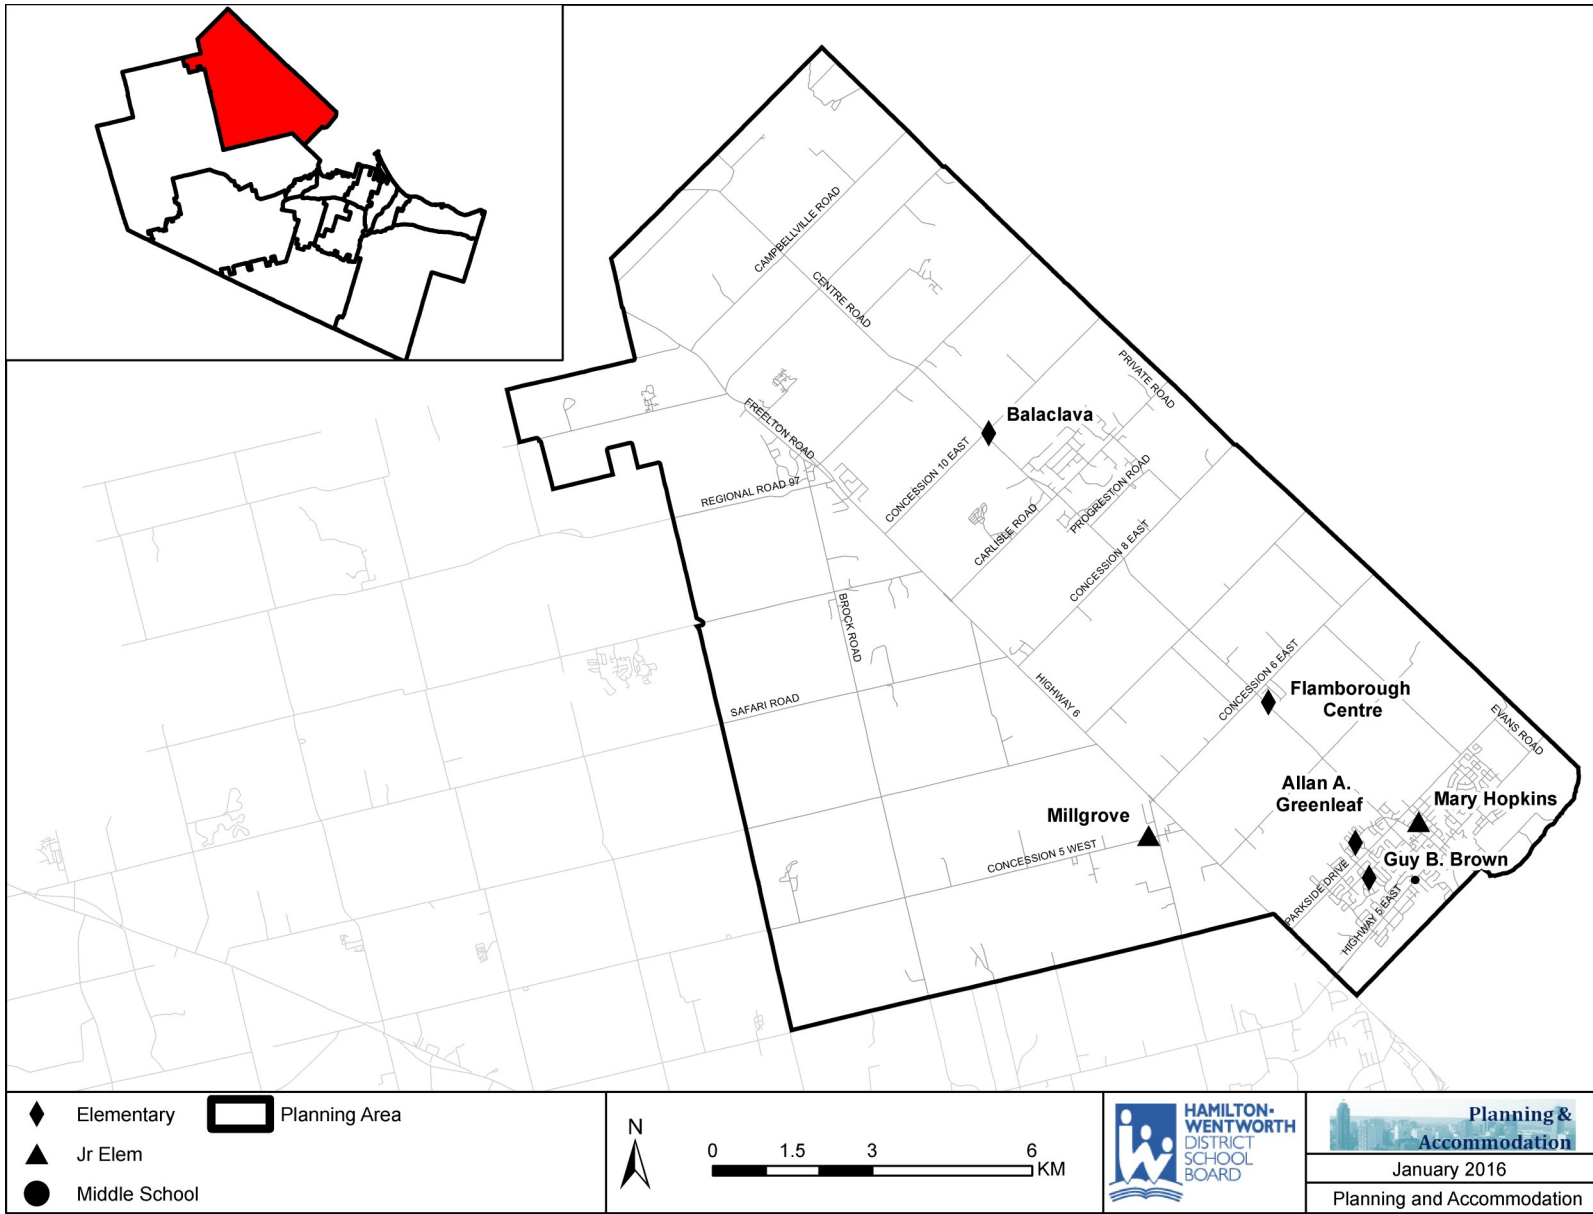 CAMPBELLVILLE ROAD
CENTRE ROAD
PRIVATE ROAD
FREELTON ROAD
Balaclava
REGIONAL ROAD 97
CONCESSION 10 EAST
PROGRESTON ROAD
CARLISLE ROAD
CONCESSION 8 EAST
BROCK ROAD
CONCESSION 6 EAST
SAFARI ROAD
HIGHWAY 6
Flamborough
Centre
EVANS ROAD
Allan A.
Greenleaf
Mary Hopkins
Millgrove
CONCESSION 5 WEST
Guy B. Brown
PARKSIDE DRIVE
HIGHWAY 5 EAST
Elementary
Planning Area
Jr Elem
Middle School
N
0 1.5 3 6
KM
HAMILTON-
WENTWORTH
DISTRICT
SCHOOL
BOARD
Planning &
Accommodation
January 2016
Planning and Accommodation